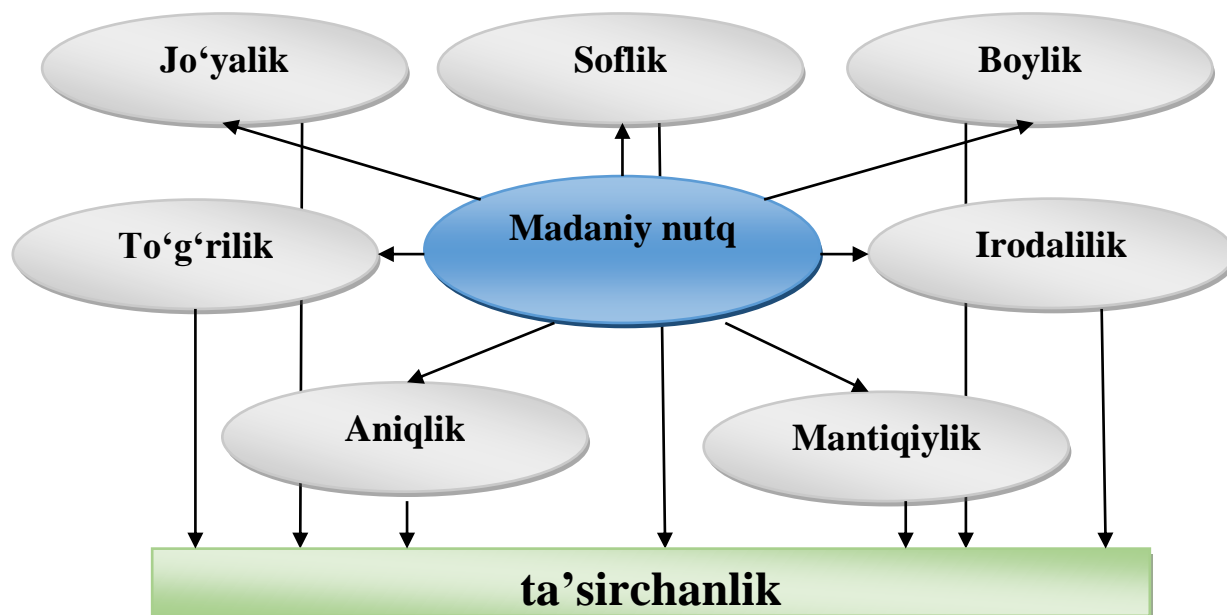 Jo‘yalik
Soflik
Boylik
To‘g‘rilik
Madaniy nutq
Irodalilik
Aniqlik
Mantiqiylik
ta’sirchanlik